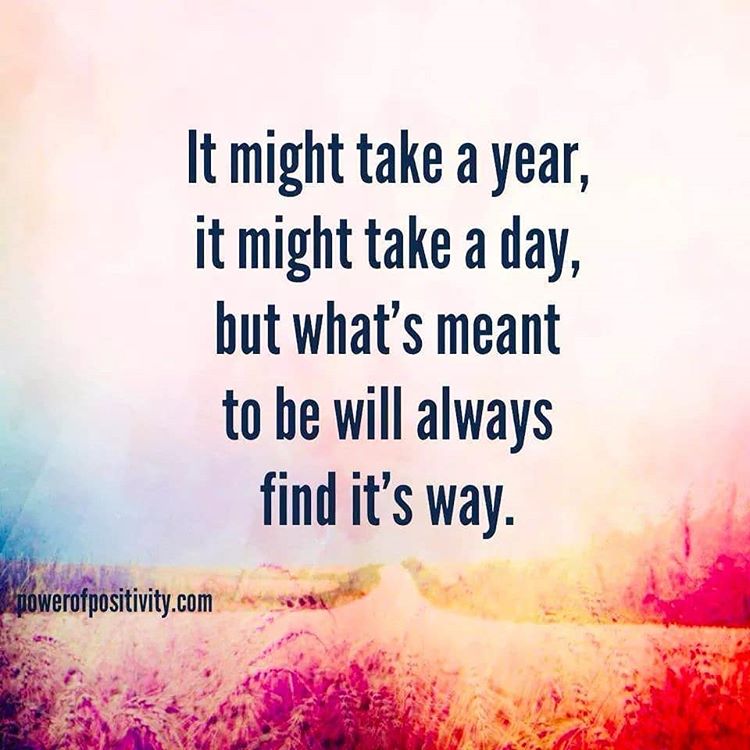 It might take a year,
it might take a day,
but what’s meant
to be will always
find it’s way.
powerofpositivity.com